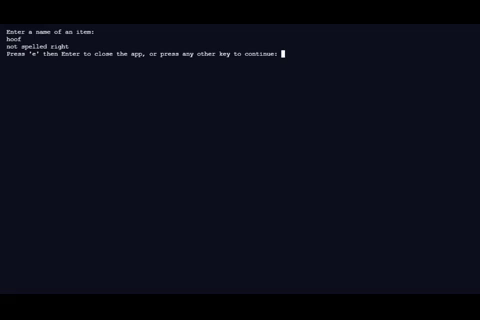 Enter a name of an item:
hoof
not spelled right
Press 'e' then Enter to close the app, or press any other key to continue: